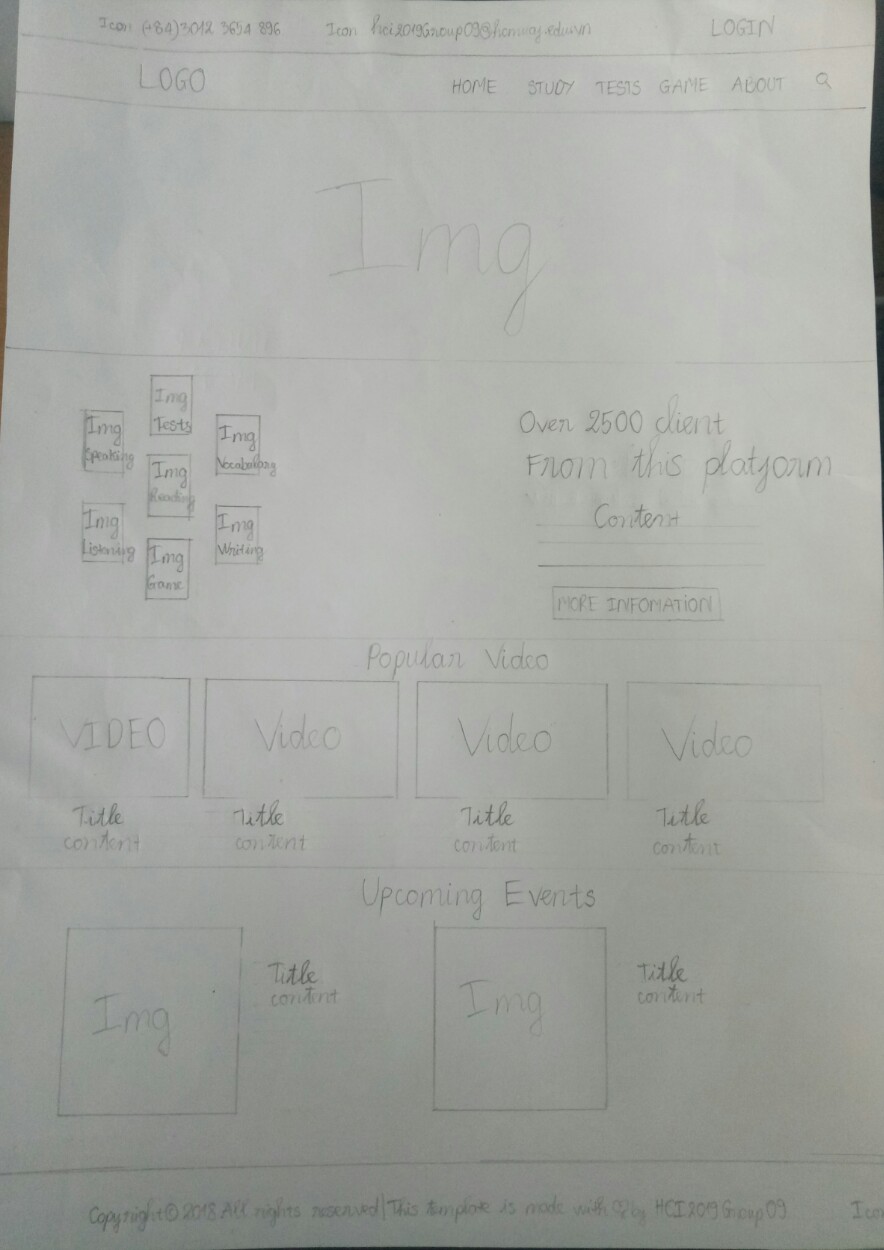 Icon (+84)3012 3654 896 Icon hci2019Group09@hcmuaf.edu.vn LOGIN
LOGO HOME STUDY TESTS GAME ABOUT
Img
Img
Tests
Img
Speaking
Img
Vocabulary
Img
Reading
Img
Listening
Img
Writing
Img
Game
Over 2500 client
From this platform
Content
MORE INFOMATION
Popular Video
VIDEO Video Video Video
Title Title Title Title
content content content content
Upcoming Events
Img
Title
content
Img
Title
content
Copyright© 2018 All rights reserved|This template is made with ♡ by HCI2019Group09 Icon